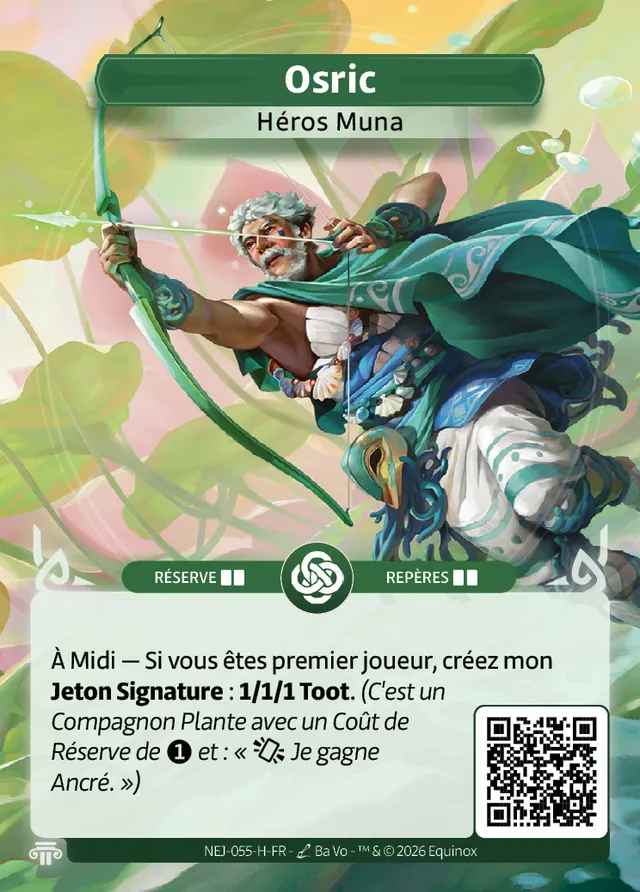 Osric
Héros Muna
RÉSERVE
REPÈRES
À Midi — Si vous êtes premier joueur, créez mon
Jeton Signature : 1/1/1 Toot. (C'est un
Compagnon Plante avec un Coût de
Réserve de 1 et : « Je gagne
Ancré. »)
NEJ-055-H-FR - Ba Vo - ™ & © 2026 Equinox